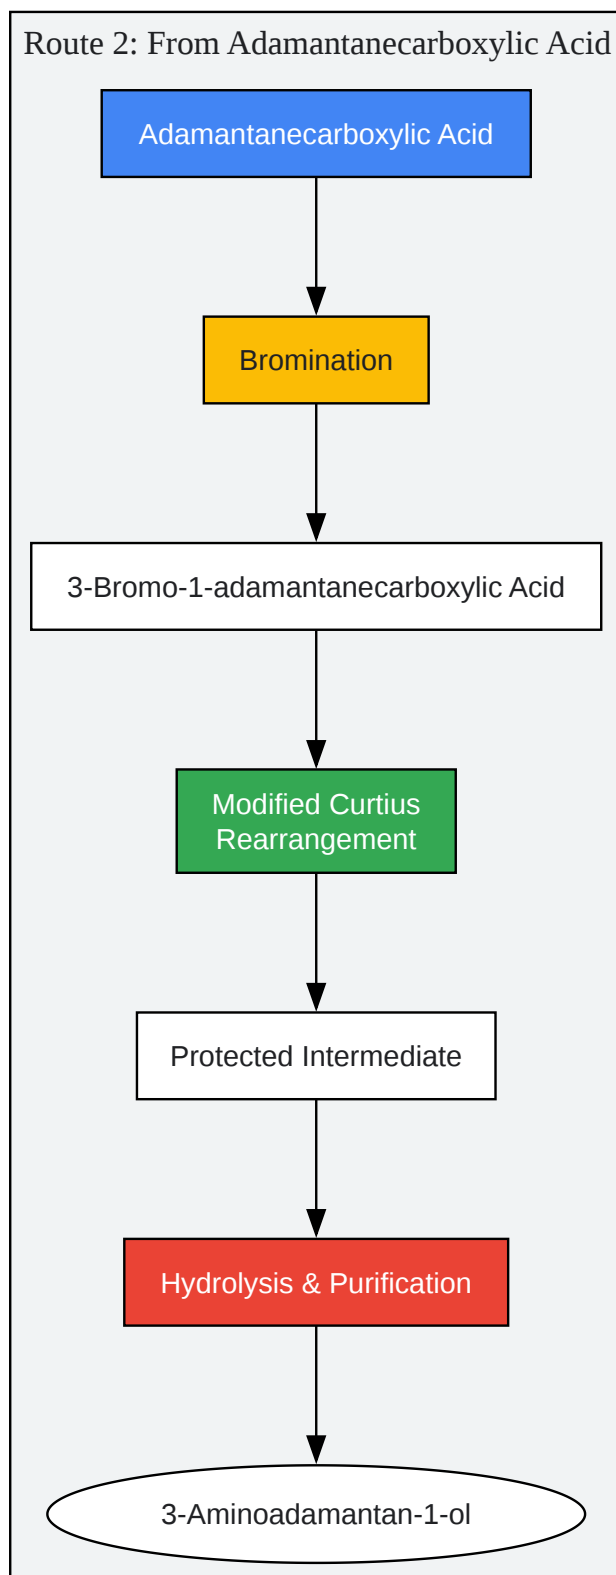 Route 2: From Adamantanecarboxylic Acid
Adamantanecarboxylic Acid
Bromination
3-Bromo-1-adamantanecarboxylic Acid
Modified Curtius
Rearrangement
Protected Intermediate
Hydrolysis & Purification
3-Aminoadamantan-1-ol